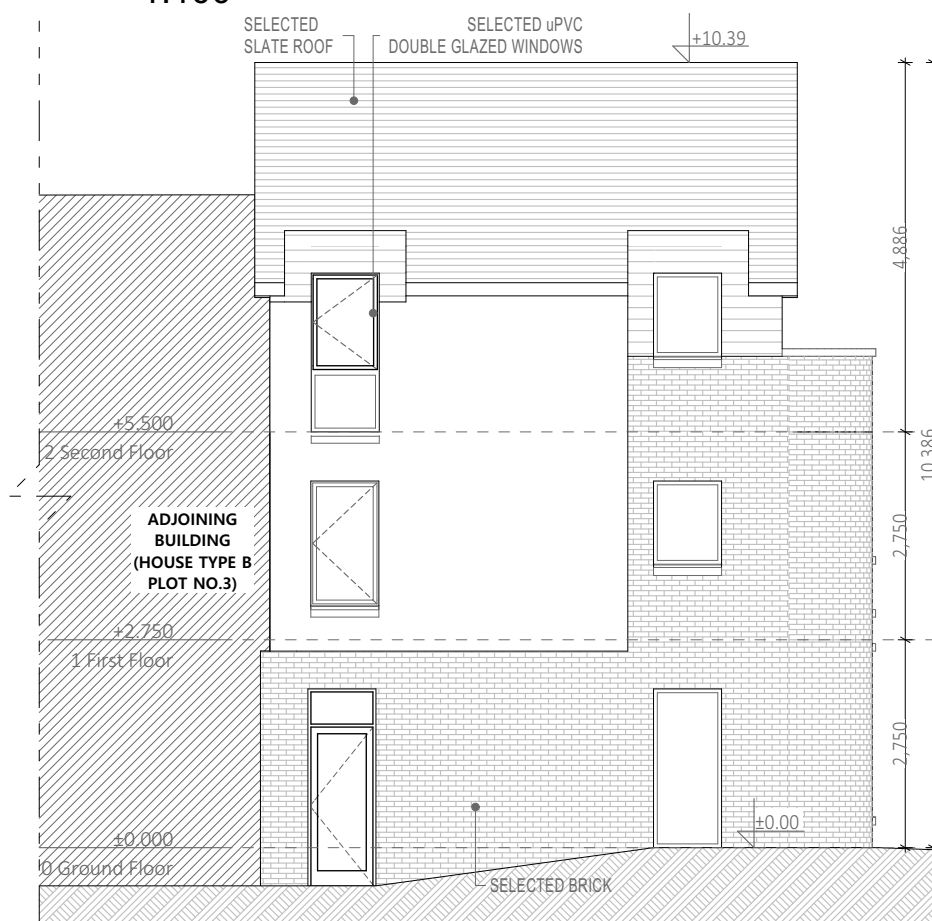 SELECTED
SLATE ROOF
SELECTED uPVC
DOUBLE GLAZED WINDOWS
+10.39
4,886
+5.500
2 Second Floor
10,386
ADJOINING
BUILDING
(HOUSE TYPE B
PLOT NO.3)
2,750
+2.750
1 First Floor
2,750
±0.000
±0.00
0 Ground Floor
SELECTED BRICK